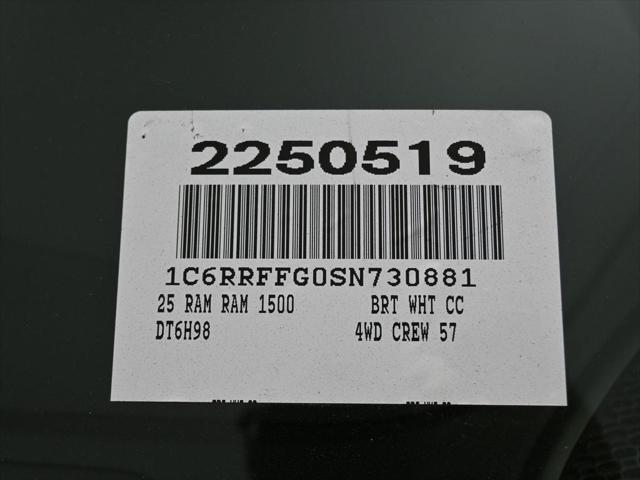 2250519
1C6RRFFG0SN730881
25 RAM RAM 1500 BRT WHT CC
DT6H98 4WD CREW 57